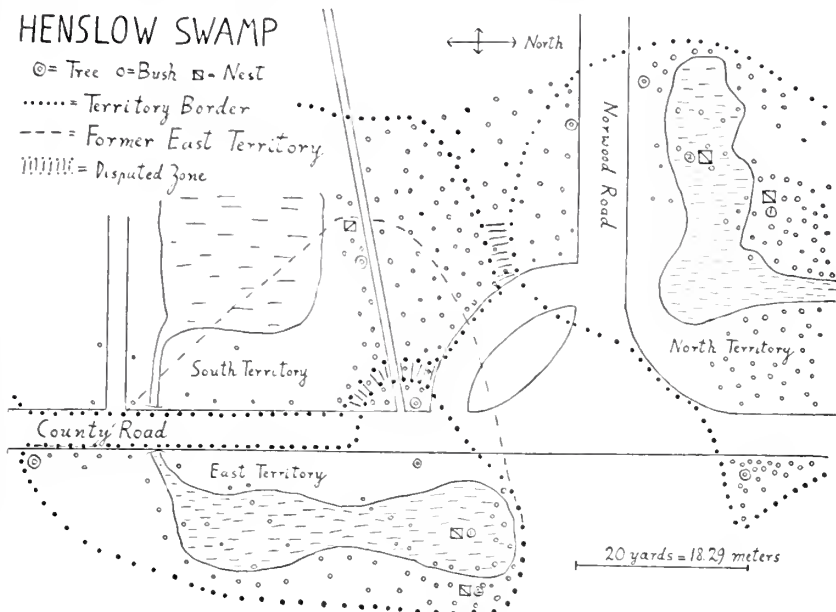 HENSLOW SWAMP
= Tree o=Bush = Nest
= Territory Border
= Former East Territory
= Disputed Zone
North
Norwood Road
North Territory
South Territory
County Road
East Territory
20 yards = 18.29 meters